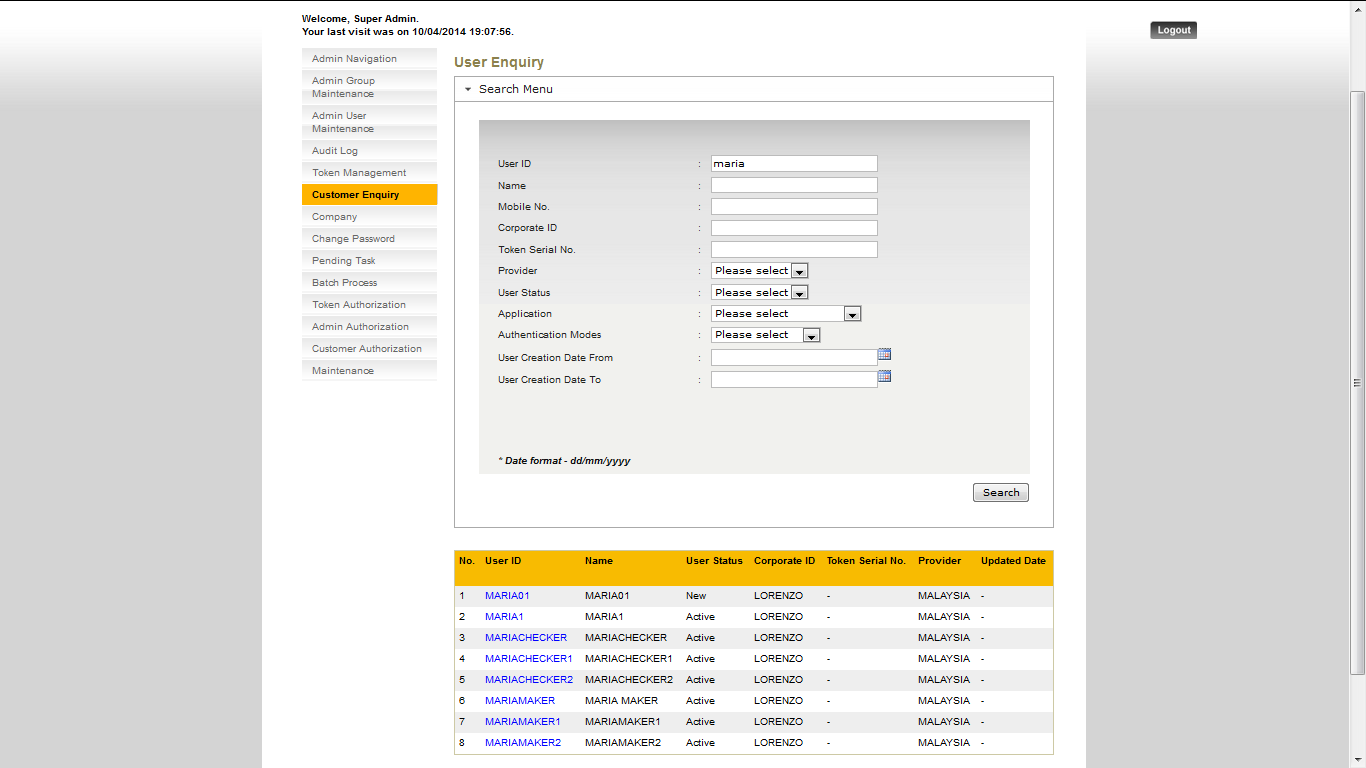 Welcome, Super Admin.
Your last visit was on 10/04/2014 19:07:56.
Logout
Admin Navigation
Admin Group
Maintenance
Admin User
Maintenance
Audit Log
Token Management
Customer Enquiry
Company
Change Password
Pending Task
Batch Process
Token Authorization
Admin Authorization
Customer Authorization
Maintenance
User Enquiry
Search Menu
User ID : maria
Name :
Mobile No. :
Corporate ID :
Token Serial No. :
Provider : Please select
User Status : Please select
Application : Please select
Authentication Modes : Please select
User Creation Date From :
User Creation Date To :
* Date format - dd/mm/yyyy
Search
No. User ID Name User Status Corporate ID Token Serial No. Provider Updated Date
1 MARIA01 MARIA01 New LORENZO - MALAYSIA -
2 MARIA1 MARIA1 Active LORENZO - MALAYSIA -
3 MARIACHECKER MARIACHECKER Active LORENZO - MALAYSIA -
4 MARIACHECKER1 MARIACHECKER1 Active LORENZO - MALAYSIA -
5 MARIACHECKER2 MARIACHECKER2 Active LORENZO - MALAYSIA -
6 MARIAMAKER MARIA MAKER Active LORENZO - MALAYSIA -
7 MARIAMAKER1 MARIAMAKER1 Active LORENZO - MALAYSIA -
8 MARIAMAKER2 MARIAMAKER2 Active LORENZO - MALAYSIA -